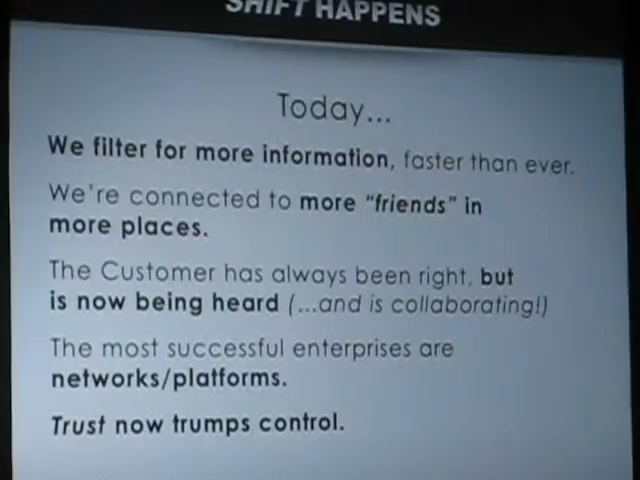 SHIFT HAPPENS
Today...
We filter for more information, faster than ever.
We're connected to more "friends" in
more places.
The Customer has always been right, but
is now being heard (...and is collaborating!)
The most successful enterprises are
networks/platforms.
Trust now trumps control.